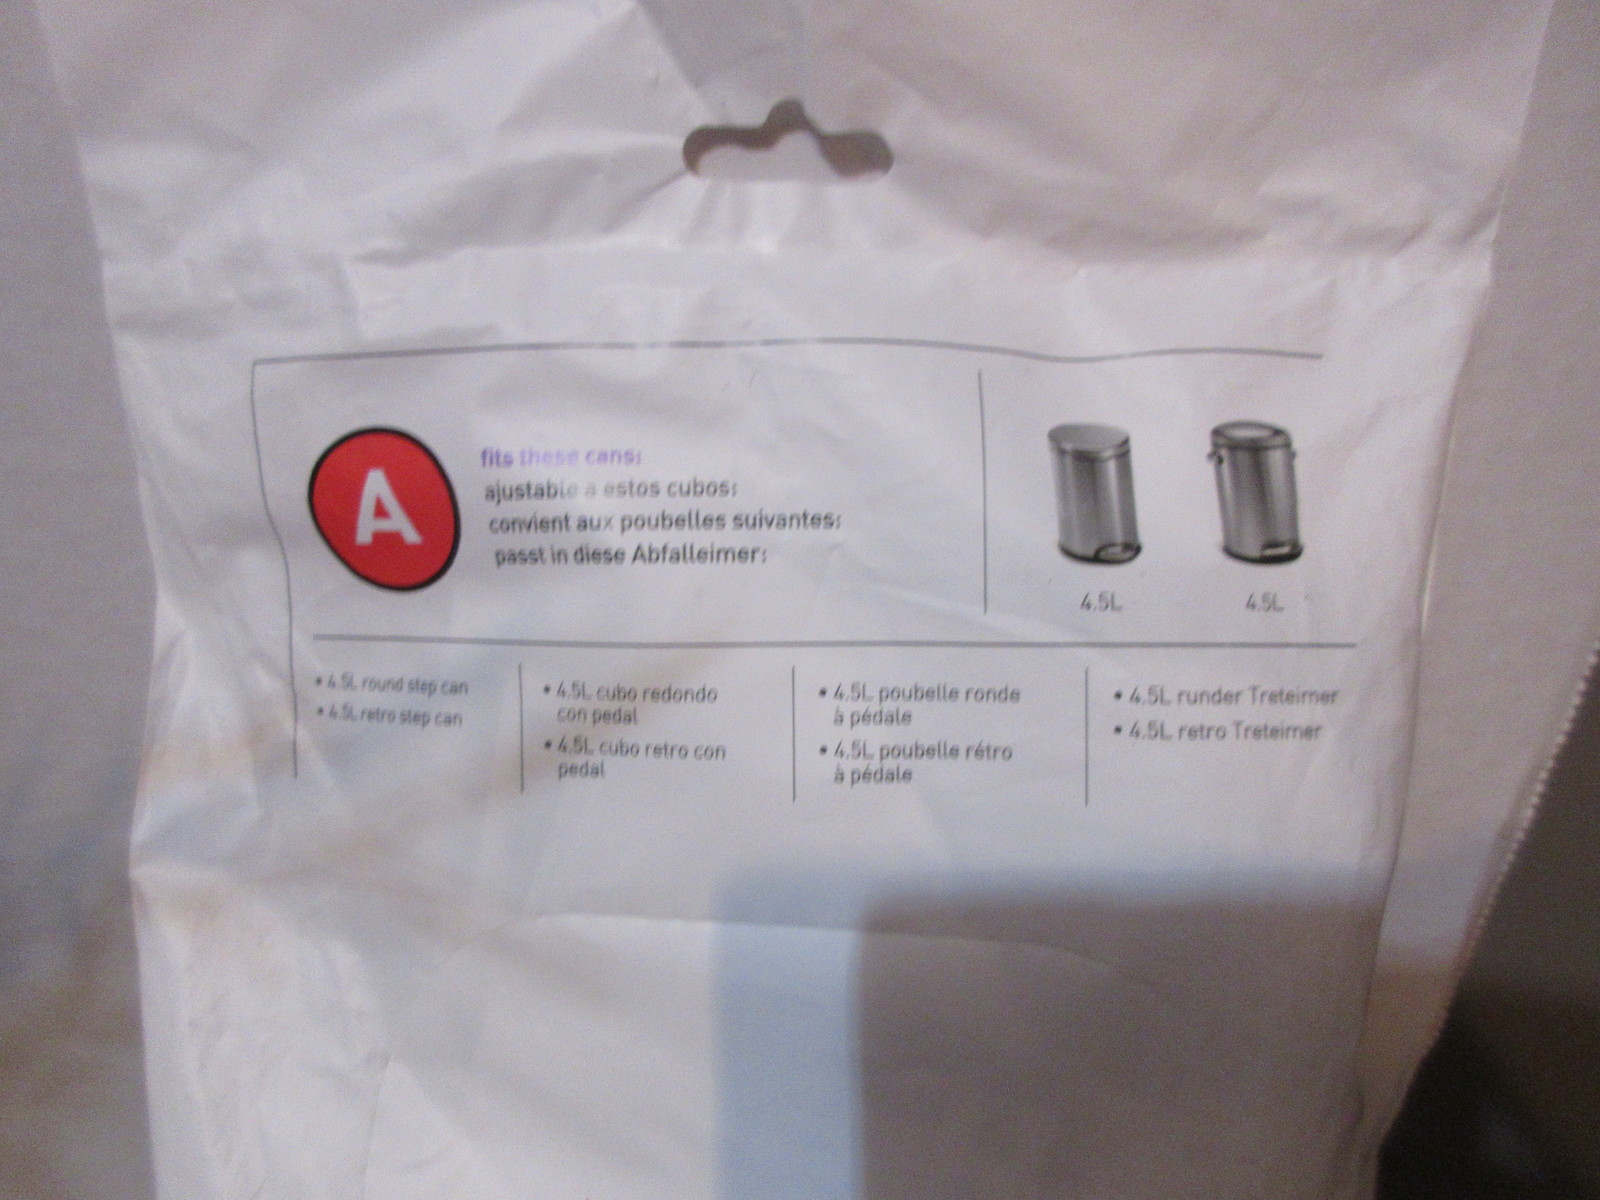 A
fits these cans:
ajustable a estos cubos:
convient aux poubelles suivantes:
passt in diese Abfalleimer:
4.5L
4.5L
• 4.5L round step can
• 4.5L retro step can
• 4.5L cubo redondo
con pedal
• 4.5L cubo retro con
pedal
• 4.5L poubelle ronde
à pédale
• 4.5L poubelle rétro
à pédale
• 4.5L runder Treteimer
• 4.5L retro Treteimer